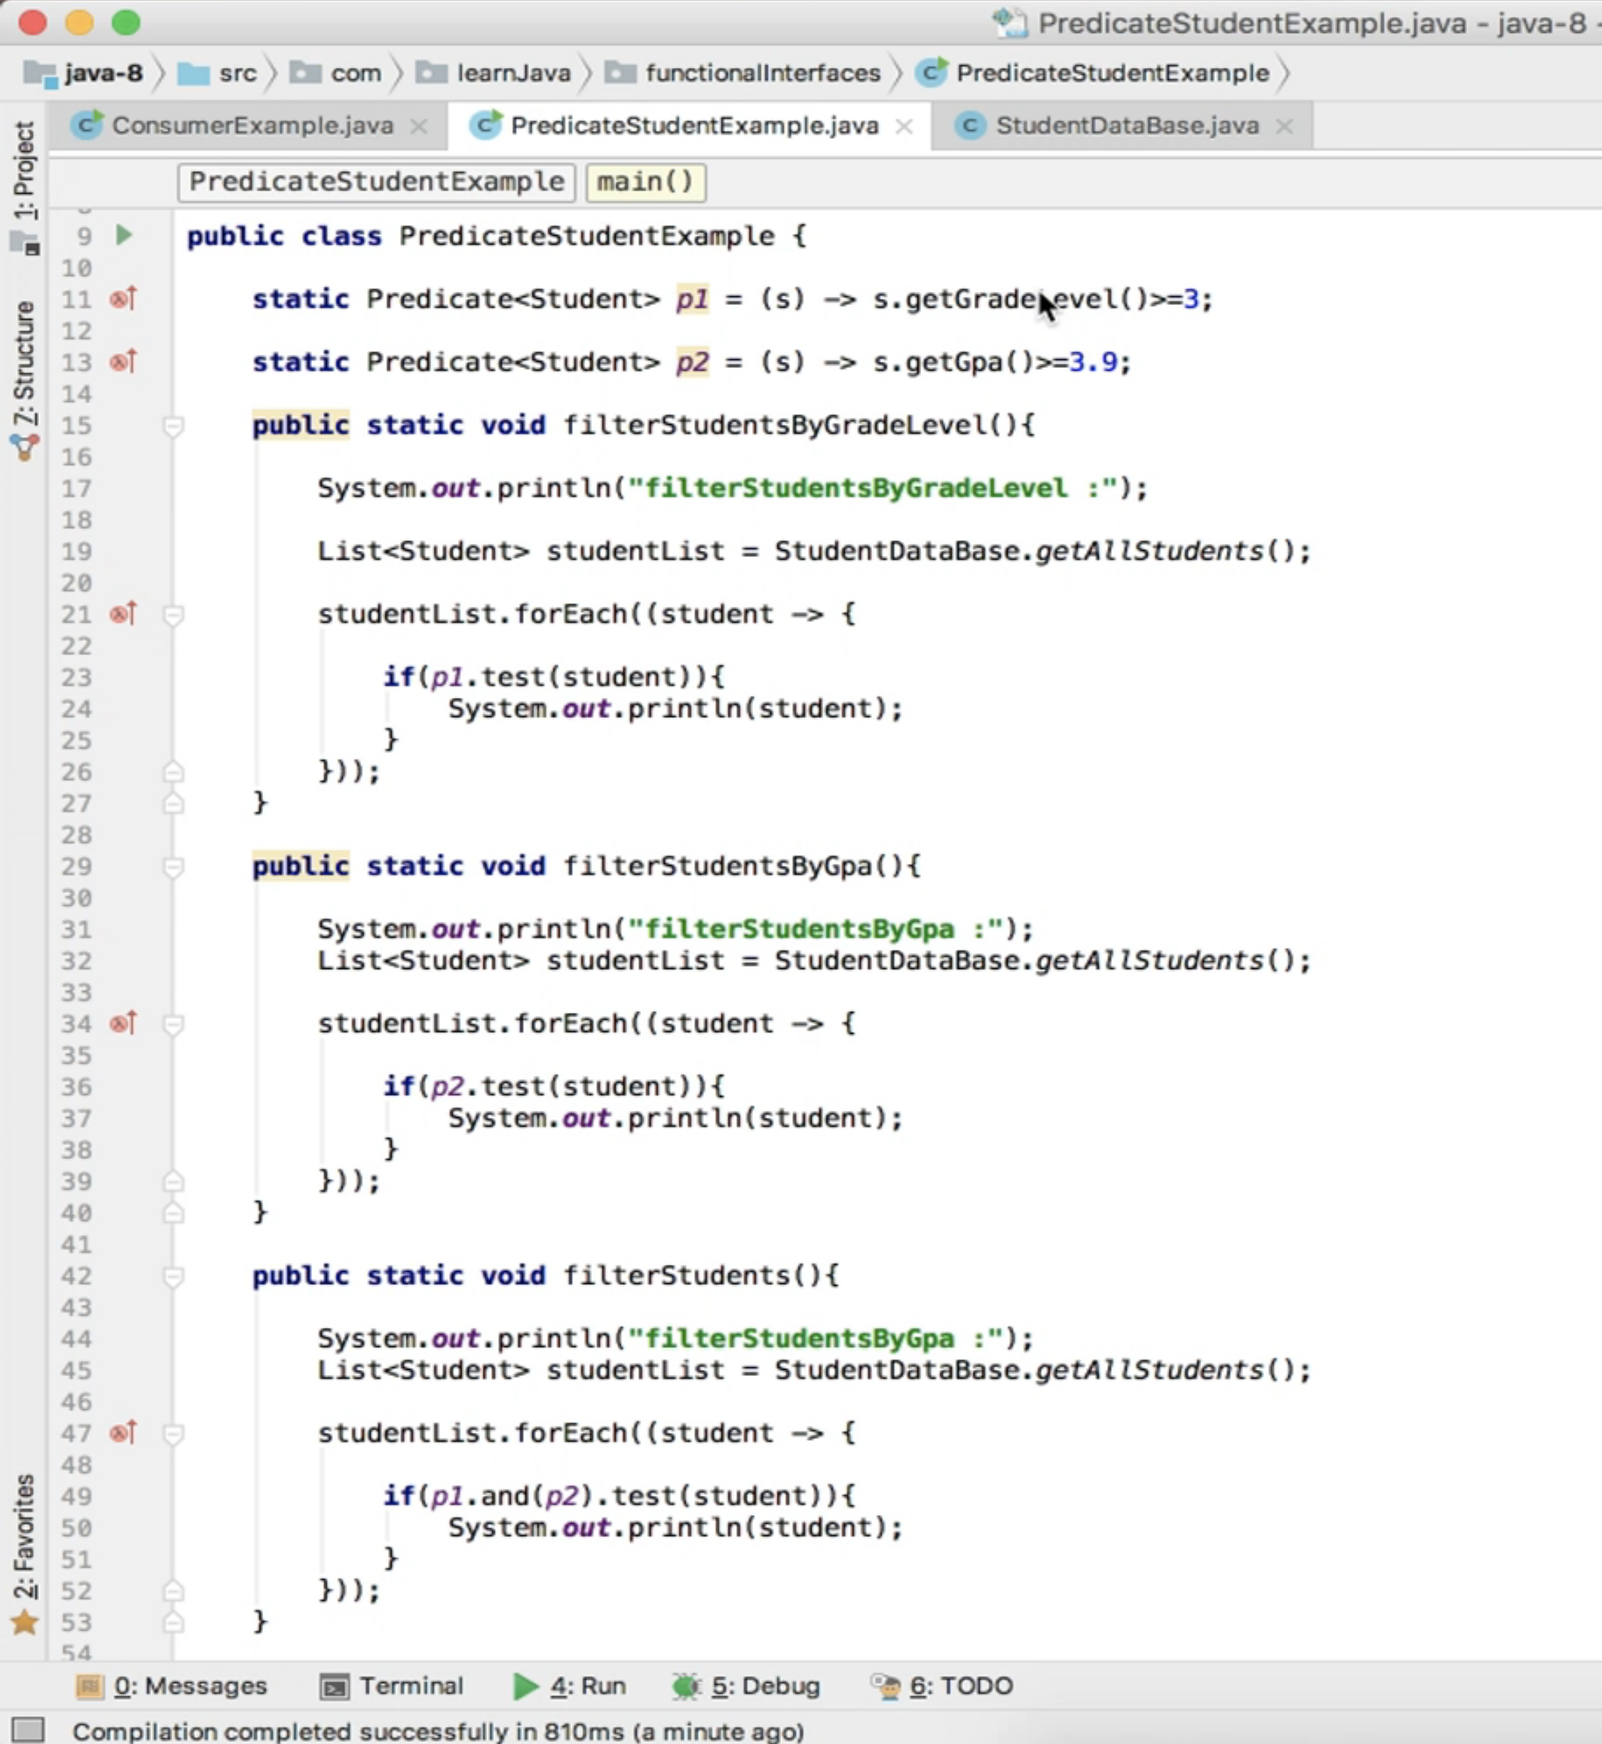 PredicateStudentExample.java - java-8 -
java-8 src com learnJava functionalInterfaces PredicateStudentExample
ConsumerExample.java PredicateStudentExample.java StudentDataBase.java
PredicateStudentExample main()
1: Project
7: Structure
2: Favorites
9 public class PredicateStudentExample {
10
11 static Predicate<Student> p1 = (s) -> s.getGradeLevel()>=3;
12
13 static Predicate<Student> p2 = (s) -> s.getGpa()>=3.9;
14
15 public static void filterStudentsByGradeLevel(){
16
17 System.out.println("filterStudentsByGradeLevel :");
18
19 List<Student> studentList = StudentDataBase.getAllStudents();
20
21 studentList.forEach((student -> {
22
23 if(p1.test(student)){
24 System.out.println(student);
25 }
26 }));
27 }
28
29 public static void filterStudentsByGpa(){
30
31 System.out.println("filterStudentsByGpa :");
32 List<Student> studentList = StudentDataBase.getAllStudents();
33
34 studentList.forEach((student -> {
35
36 if(p2.test(student)){
37 System.out.println(student);
38 }
39 }));
40 }
41
42 public static void filterStudents(){
43
44 System.out.println("filterStudentsByGpa :");
45 List<Student> studentList = StudentDataBase.getAllStudents();
46
47 studentList.forEach((student -> {
48
49 if(p1.and(p2).test(student)){
50 System.out.println(student);
51 }
52 }));
53 }
54
0: Messages Terminal 4: Run 5: Debug 6: TODO
Compilation completed successfully in 810ms (a minute ago)